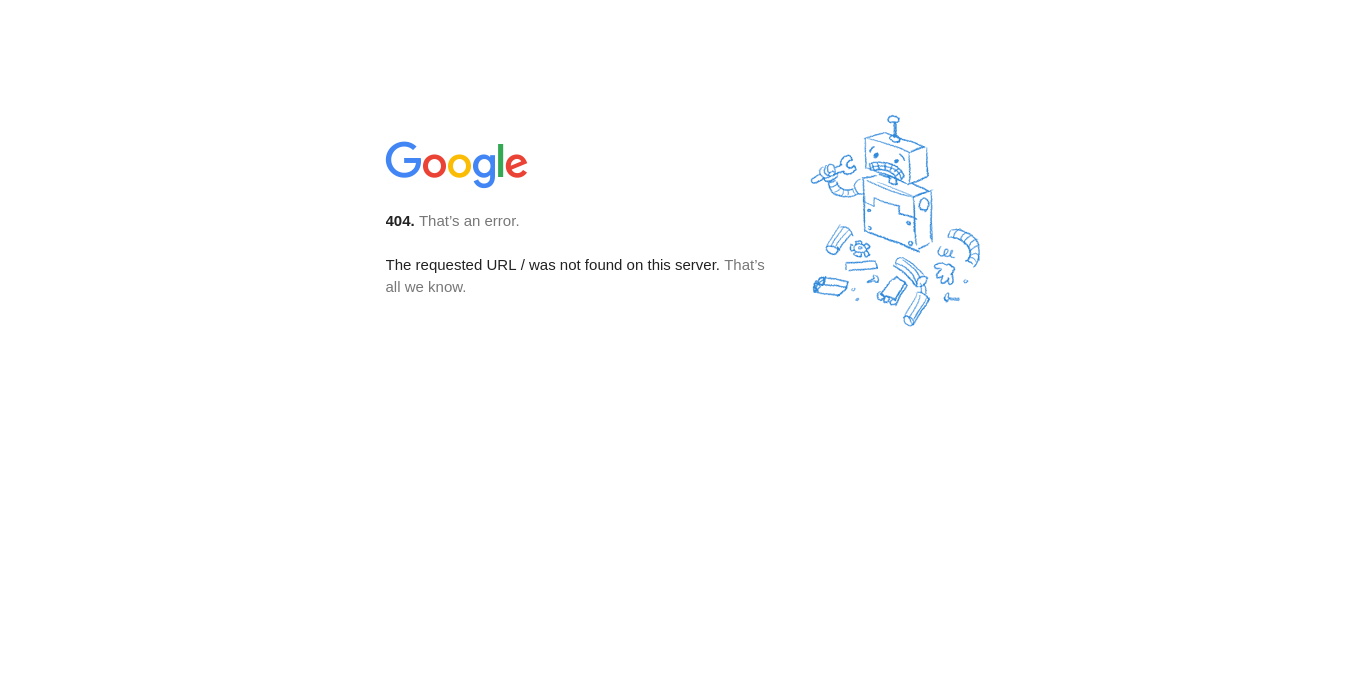 Google
404. That’s an error.
The requested URL / was not found on this server. That’s
all we know.